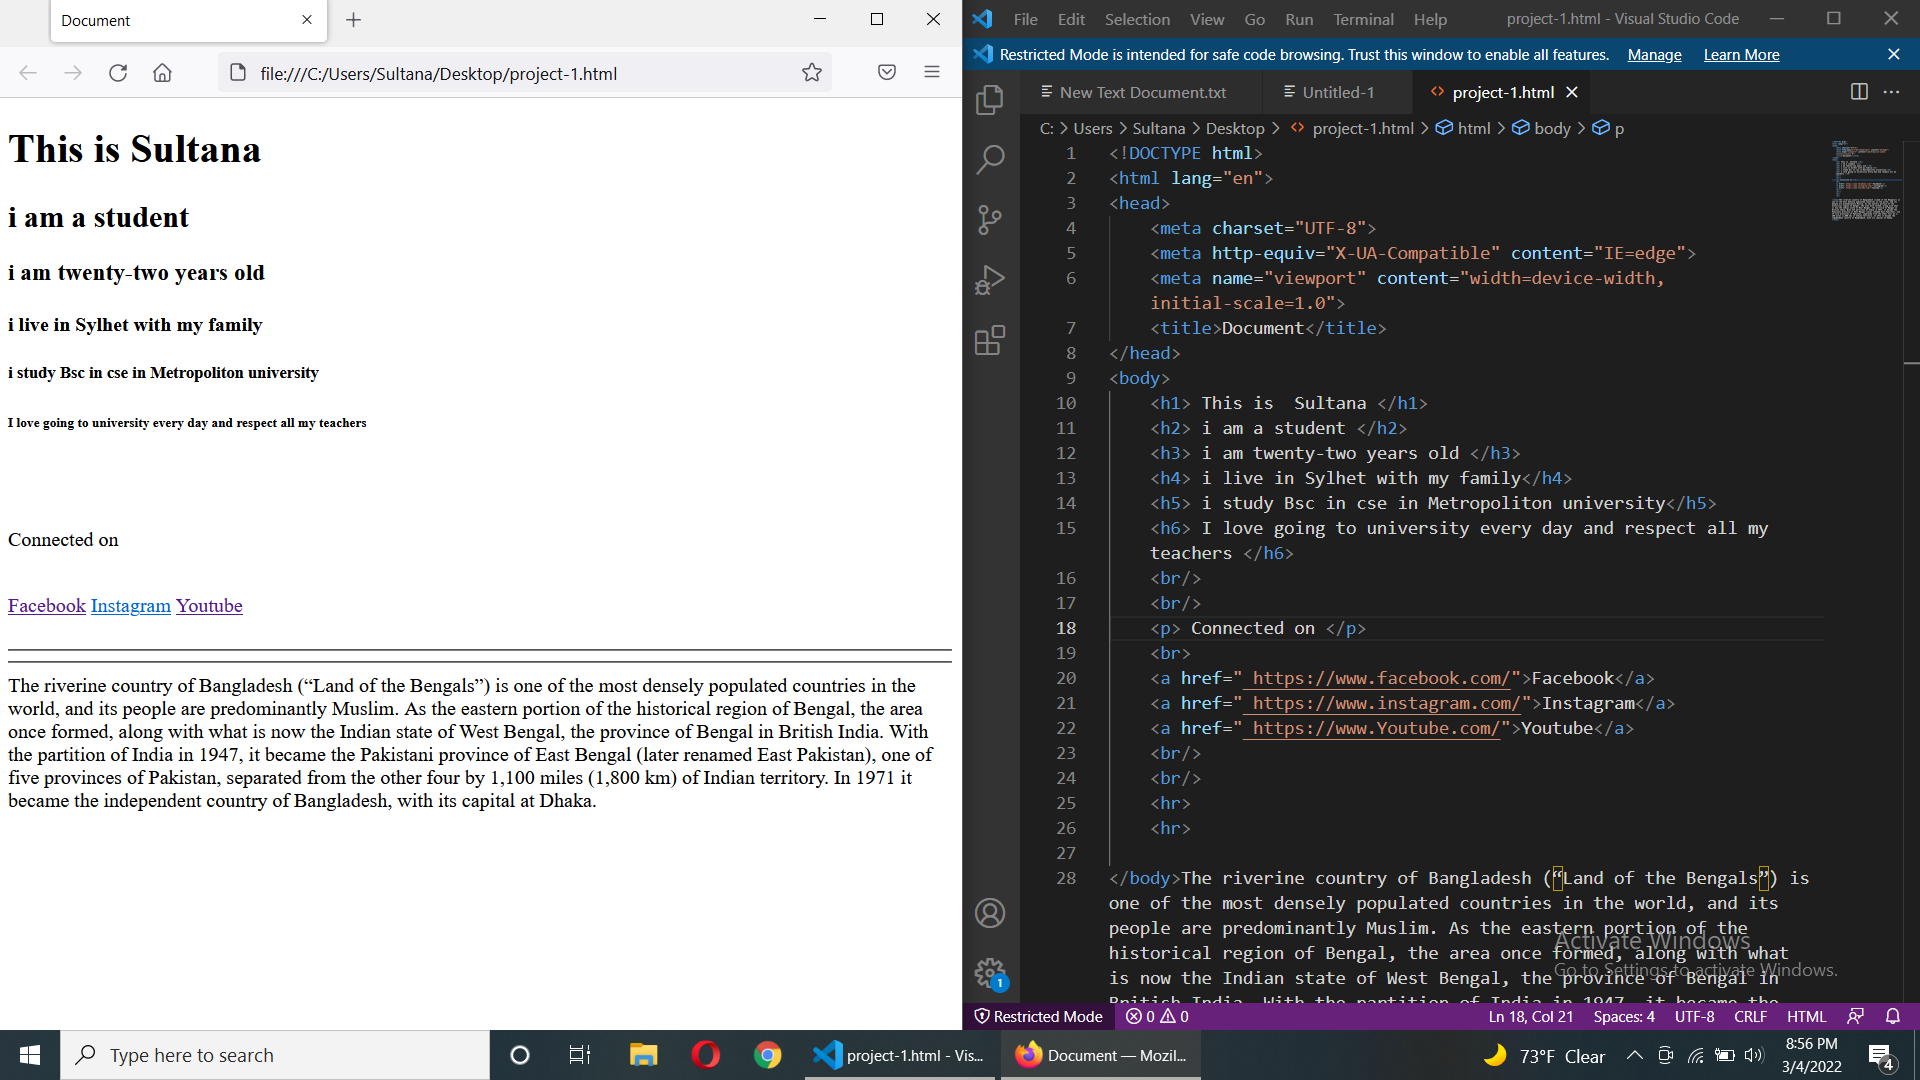 Document
file:///C:/Users/Sultana/Desktop/project-1.html
This is Sultana
i am a student
i am twenty-two years old
i live in Sylhet with my family
i study Bsc in cse in Metropoliton university
I love going to university every day and respect all my teachers
Connected on
Facebook Instagram Youtube
The riverine country of Bangladesh (“Land of the Bengals”) is one of the most densely populated countries in the
world, and its people are predominantly Muslim. As the eastern portion of the historical region of Bengal, the area
once formed, along with what is now the Indian state of West Bengal, the province of Bengal in British India. With
the partition of India in 1947, it became the Pakistani province of East Bengal (later renamed East Pakistan), one of
five provinces of Pakistan, separated from the other four by 1,100 miles (1,800 km) of Indian territory. In 1971 it
became the independent country of Bangladesh, with its capital at Dhaka.
File Edit Selection View Go Run Terminal Help project-1.html - Visual Studio Code
Restricted Mode is intended for safe code browsing. Trust this window to enable all features. Manage Learn More
New Text Document.txt Untitled-1 <> project-1.html
C: > Users > Sultana > Desktop > <> project-1.html > html > body > p
1 <!DOCTYPE html>
2 <html lang="en">
3 <head>
4 <meta charset="UTF-8">
5 <meta http-equiv="X-UA-Compatible" content="IE=edge">
6 <meta name="viewport" content="width=device-width,
initial-scale=1.0">
7 <title>Document</title>
8 </head>
9 <body>
10 <h1> This is  Sultana </h1>
11 <h2> i am a student </h2>
12 <h3> i am twenty-two years old </h3>
13 <h4> i live in Sylhet with my family</h4>
14 <h5> i study Bsc in cse in Metropoliton university</h5>
15 <h6> I love going to university every day and respect all my
teachers </h6>
16 <br/>
17 <br/>
18 <p> Connected on </p>
19 <br>
20 <a href=" https://www.facebook.com/">Facebook</a>
21 <a href=" https://www.instagram.com/">Instagram</a>
22 <a href=" https://www.Youtube.com/">Youtube</a>
23 <br/>
24 <br/>
25 <hr>
26 <hr>
27
28 </body>The riverine country of Bangladesh (“Land of the Bengals”) is
one of the most densely populated countries in the world, and its
people are predominantly Muslim. As the eastern portion of the
historical region of Bengal, the area once formed, along with what
is now the Indian state of West Bengal, the province of Bengal in
British India. With the partition of India in 1947, it became the
Activate Windows
Go to Settings to activate Windows.
1
Restricted Mode 0 0 Ln 18, Col 21 Spaces: 4 UTF-8 CRLF HTML
Type here to search project-1.html - Vis... Document — Mozil... 73°F Clear 8:56 PM
3/4/2022
4